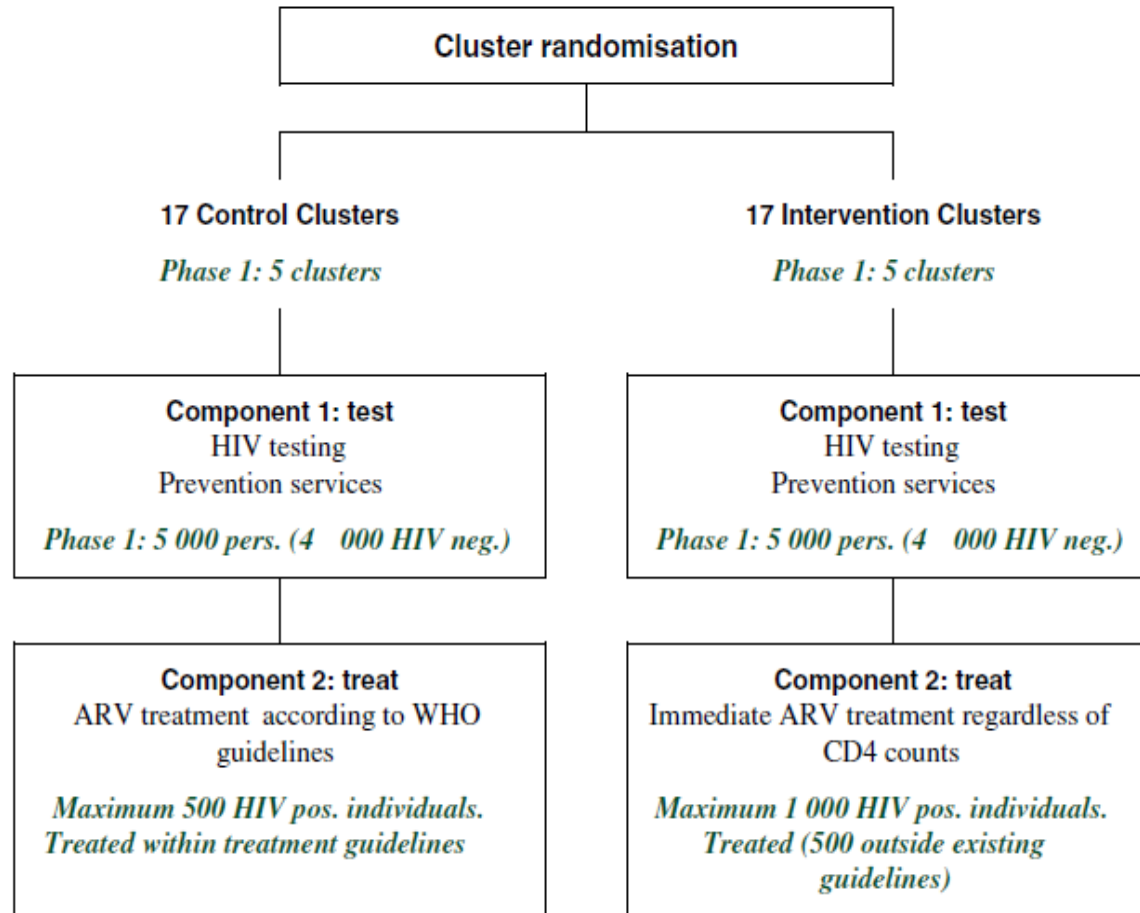 Cluster randomisation
17 Control Clusters
Phase 1: 5 clusters
Component 1: test
HIV testing
Prevention services
Phase 1: 5 000 pers. (4 000 HIV neg.)
Component 2: treat
ARV treatment according to WHO
guidelines
Maximum 500 HIV pos. individuals.
Treated within treatment guidelines
17 Intervention Clusters
Phase 1: 5 clusters
Component 1: test
HIV testing
Prevention services
Phase 1: 5 000 pers. (4 000 HIV neg.)
Component 2: treat
Immediate ARV treatment regardless of
CD4 counts
Maximum 1 000 HIV pos. individuals.
Treated (500 outside existing
guidelines)